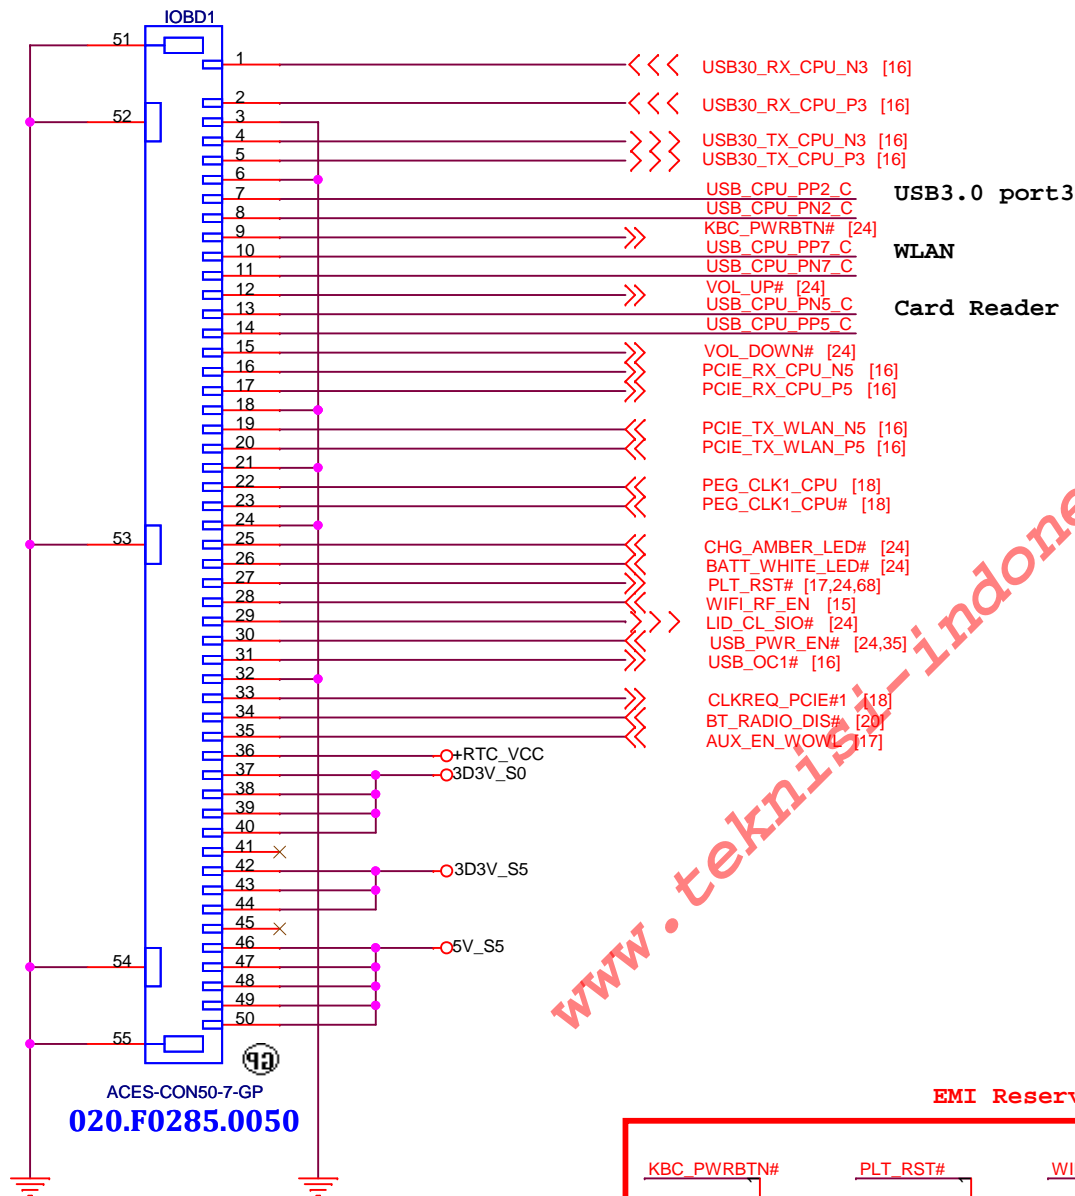 IOBD1
51
1
USB30_RX_CPU_N3 [16]
2
USB30_RX_CPU_P3 [16]
52
3
4
USB30_TX_CPU_N3 [16]
5
USB30_TX_CPU_P3 [16]
6
7
USB_CPU_PP2_C
USB3.0 port3
8
USB_CPU_PN2_C
9
KBC_PWRBTN# [24]
10
USB_CPU_PP7_C
WLAN
11
USB_CPU_PN7_C
12
VOL_UP# [24]
13
USB_CPU_PN5_C
Card Reader
14
USB_CPU_PP5_C
15
VOL_DOWN# [24]
16
PCIE_RX_CPU_N5 [16]
17
PCIE_RX_CPU_P5 [16]
18
19
PCIE_TX_WLAN_N5 [16]
20
PCIE_TX_WLAN_P5 [16]
21
22
PEG_CLK1_CPU [18]
23
PEG_CLK1_CPU# [18]
24
53
25
CHG_AMBER_LED# [24]
26
BATT_WHITE_LED# [24]
27
PLT_RST# [17,24,68]
28
WIFI_RF_EN [15]
29
LID_CL_SIO# [24]
30
USB_PWR_EN# [24,35]
31
USB_OC1# [16]
32
33
CLKREQ_PCIE#1 [18]
34
BT_RADIO_DIS# [20]
35
AUX_EN_WOWL [17]
36
+RTC_VCC
37
3D3V_S0
38
39
40
41
42
3D3V_S5
43
44
45
46
5V_S5
54
47
48
49
50
55
GP
ACES-CON50-7-GP
020.F0285.0050
www.teknisi-indone
EMI Reserv
KBC_PWRBTN#
PLT_RST#
WI
1
1